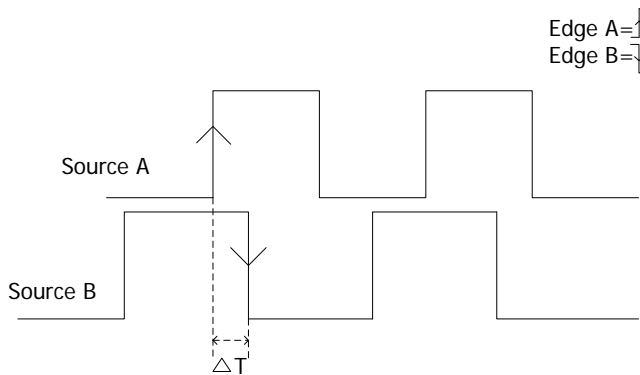 Edge A=
Edge B=
Source A
Source B
△T